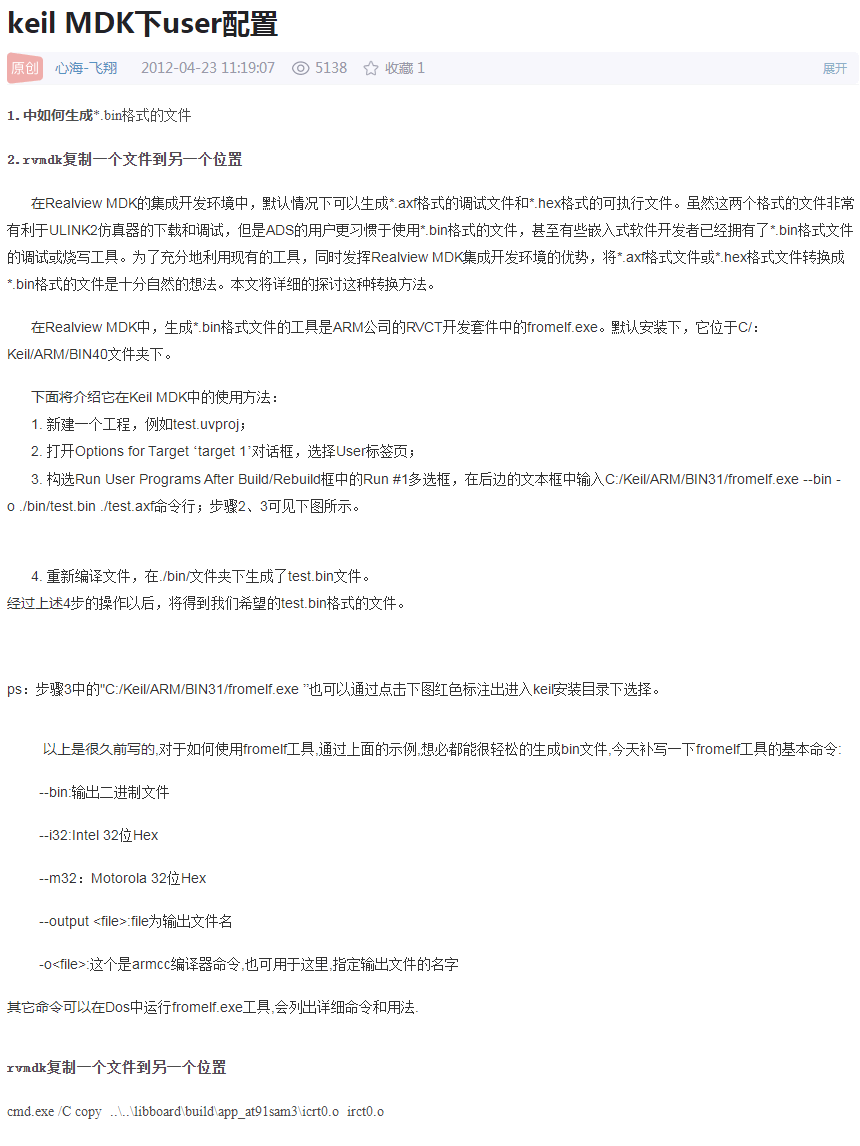 keil MDK下user配置
原创 心海-飞翔 2012-04-23 11:19:07 5138 收藏 1 展开
1.中如何生成*.bin格式的文件
2.rvmdk复制一个文件到另一个位置
在Realview MDK的集成开发环境中，默认情况下可以生成*.axf格式的调试文件和*.hex格式的可执行文件。虽然这两个格式的文件非常
有利于ULINK2仿真器的下载和调试，但是ADS的用户更习惯于使用*.bin格式的文件，甚至有些嵌入式软件开发者已经拥有了*.bin格式文件
的调试或烧写工具。为了充分地利用现有的工具，同时发挥Realview MDK集成开发环境的优势，将*.axf格式文件或*.hex格式文件转换成
*.bin格式的文件是十分自然的想法。本文将详细的探讨这种转换方法。
在Realview MDK中，生成*.bin格式文件的工具是ARM公司的RVCT开发套件中的fromelf.exe。默认安装下，它位于C/：
Keil/ARM/BIN40文件夹下。
下面将介绍它在Keil MDK中的使用方法：
1. 新建一个工程，例如test.uvproj；
2. 打开Options for Target ‘target 1’对话框，选择User标签页；
3. 构选Run User Programs After Build/Rebuild框中的Run #1多选框，在后边的文本框中输入C:/Keil/ARM/BIN31/fromelf.exe --bin -
o ./bin/test.bin ./test.axf命令行；步骤2、3可见下图所示。
4. 重新编译文件，在./bin/文件夹下生成了test.bin文件。
经过上述4步的操作以后，将得到我们希望的test.bin格式的文件。
ps：步骤3中的"C:/Keil/ARM/BIN31/fromelf.exe ”也可以通过点击下图红色标注出进入keif安装目录下选择。
以上是很久前写的,对于如何使用fromelf工具,通过上面的示例,想必都能很轻松的生成bin文件,今天补写一下fromelf工具的基本命令:
--bin:输出二进制文件
--i32:Intel 32位Hex
--m32：Motorola 32位Hex
--output <file>:file为输出文件名
-o<file>:这个是armcc编译器命令,也可用于这里,指定输出文件的名字
其它命令可以在Dos中运行fromelf.exe工具,会列出详细命令和用法.
rvmdk复制一个文件到另一个位置
cmd.exe /C copy ..\..\libboard\build\app_at91sam3\icrt0.o irct0.o